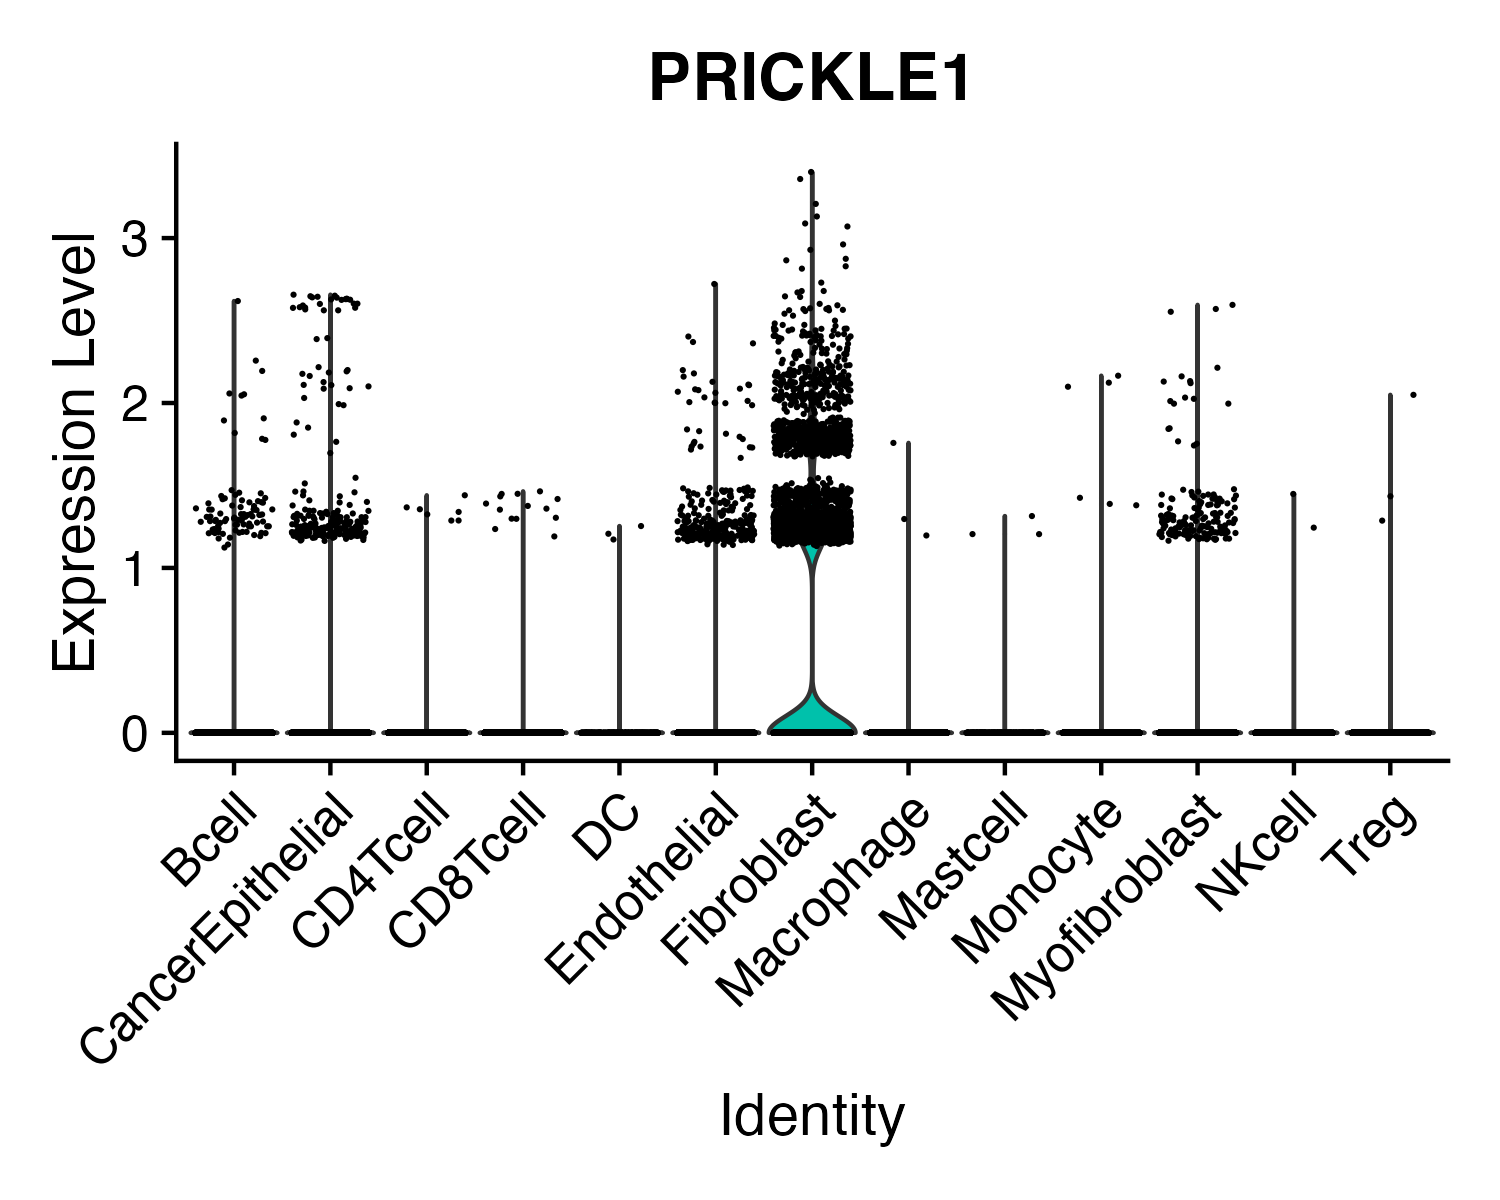 PRICKLE1
Expression Level
3
2
1
0
Bcell
CancerEpithelial
CD4Tcell
CD8Tcell
DC
Endothelial
Fibroblast
Macrophage
Mastcell
Monocyte
Myofibroblast
NKcell
Treg
Identity